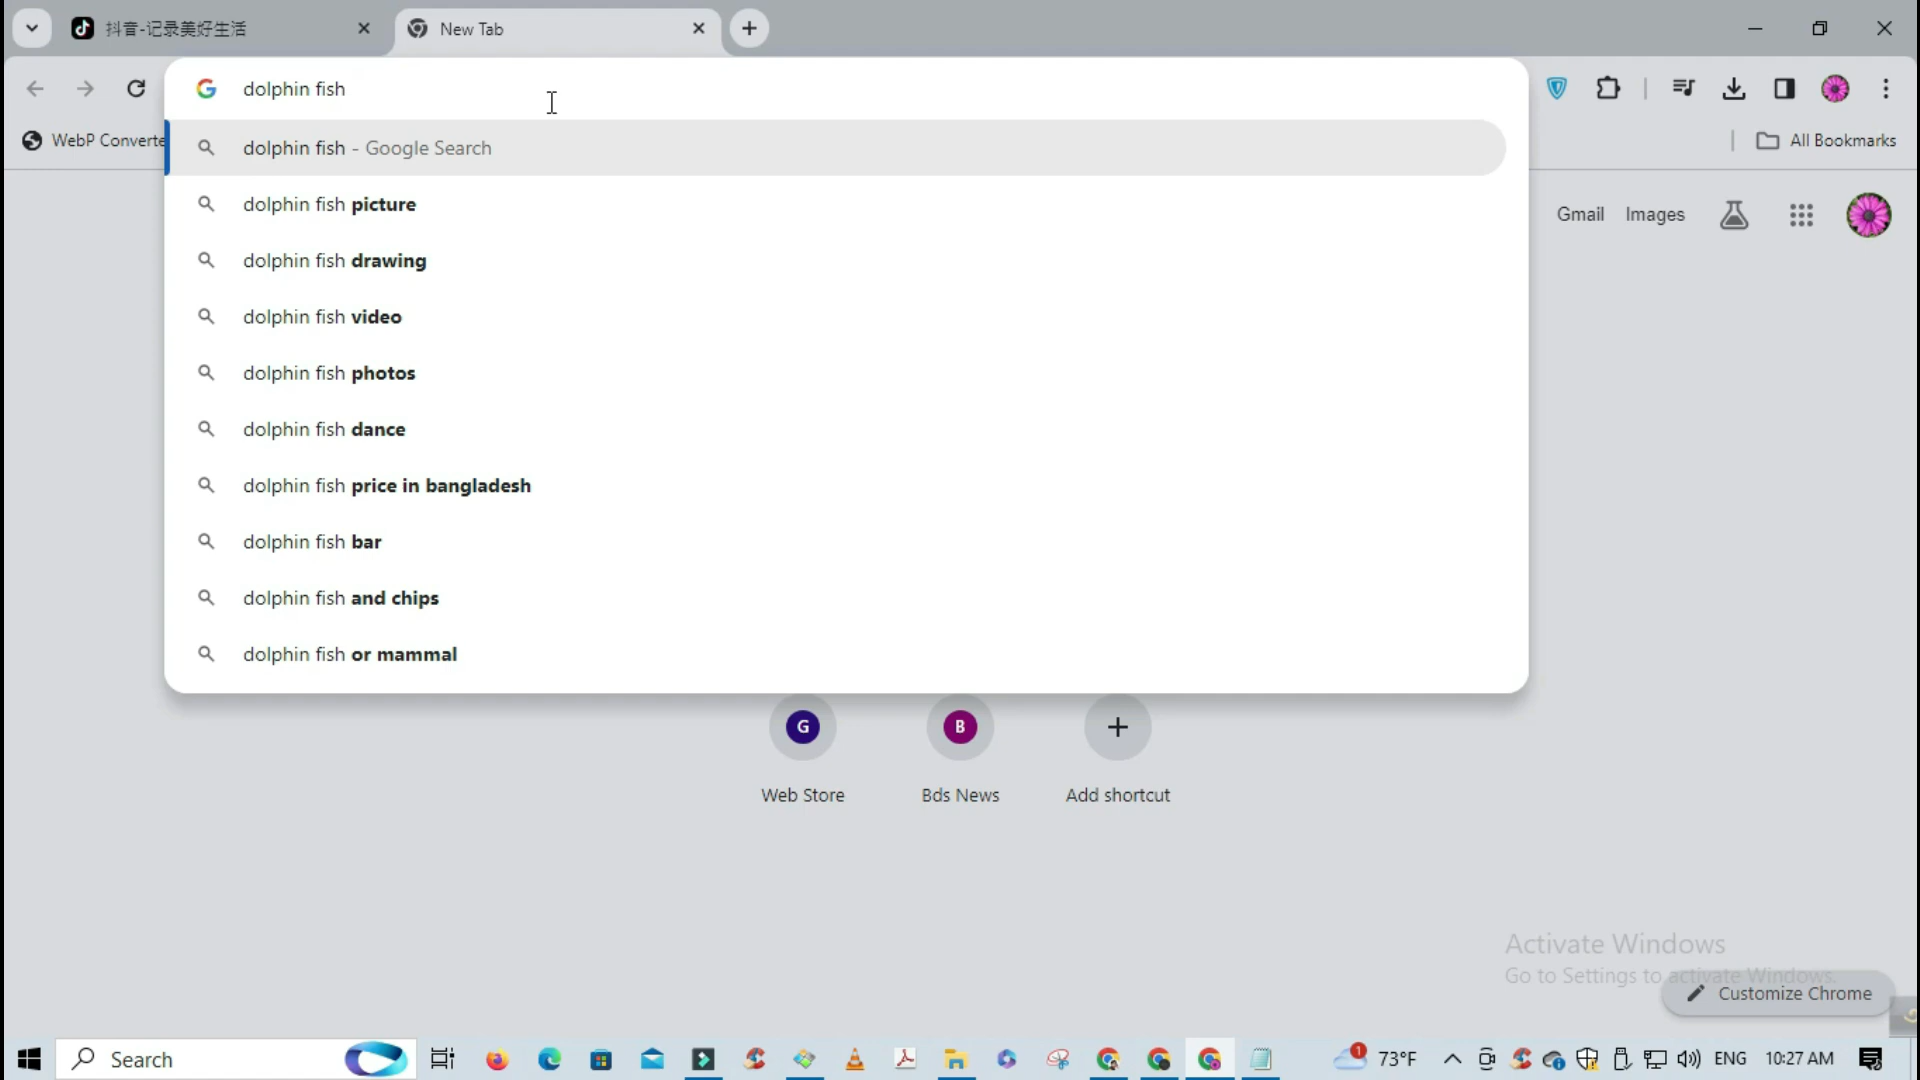 抖音-记录美好生活
New Tab
dolphin fish
WebP Converte
All Bookmarks
dolphin fish - Google Search
dolphin fish picture
Gmail Images
dolphin fish drawing
dolphin fish video
dolphin fish photos
dolphin fish dance
dolphin fish price in bangladesh
dolphin fish bar
dolphin fish and chips
dolphin fish or mammal
G
B
Web Store
Bds News
Add shortcut
Activate Windows
Go to Settings to activate Windows.
Customize Chrome
Search
1
73°F
ENG
10:27 AM